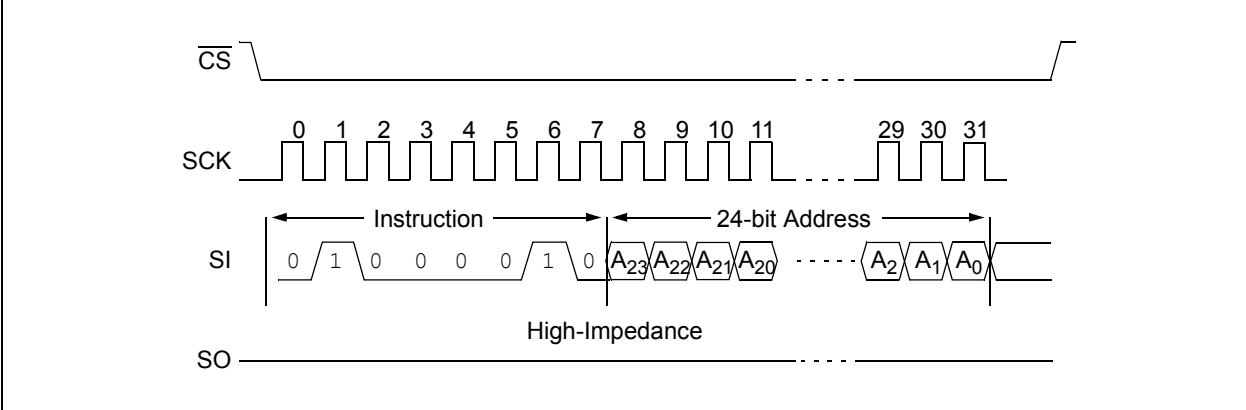 CS
0 1 2 3 4 5 6 7 8 9 10 11 29 30 31
SCK
Instruction 24-bit Address
SI 0 1 0 0 0 0 1 0 A23 A22 A21 A20 A2 A1 A0
High-Impedance
SO